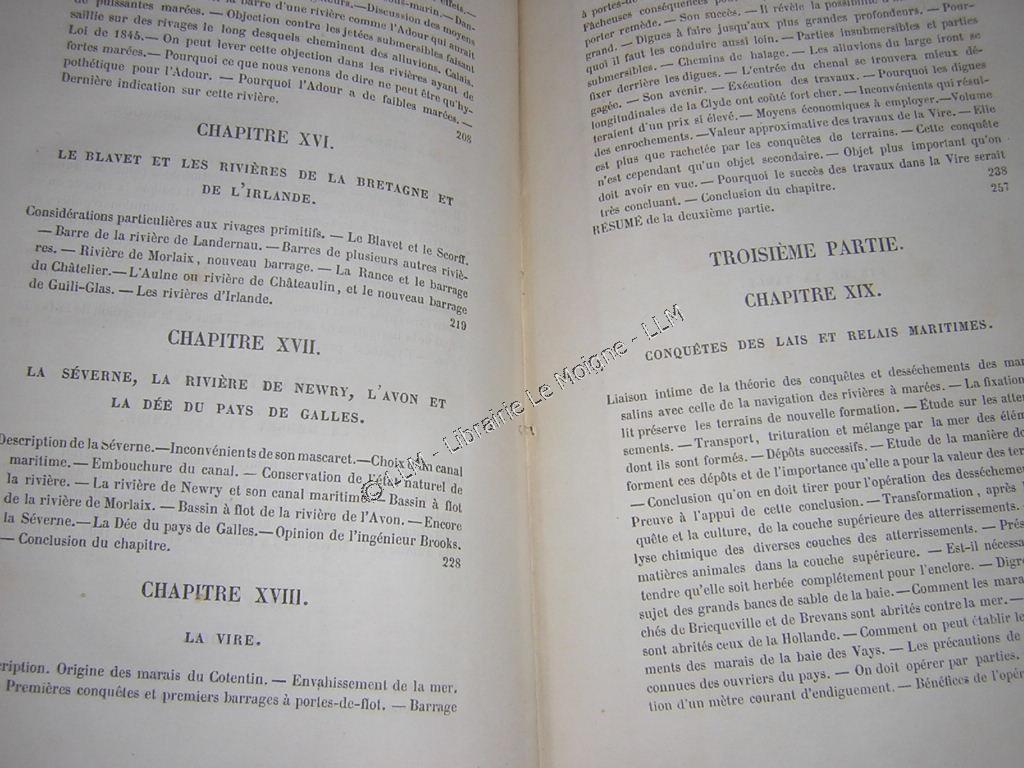 puissantes marées. — Objection contre les jetées submersibles faisant
saillie sur des rivages le long desquels cheminent des alluvions. Calais.
Loi de 1845. — On peut lever cette objection dans les rivières ayant de
fortes marées. — Pourquoi ce que nous venons de dire ne peut être qu'hy-
pothétique pour l'Adour. — Pourquoi l'Adour a de faibles marées. —
Dernière indication sur cette rivière.
208
CHAPITRE XVI.
LE BLAVET ET LES RIVIÈRES DE LA BRETAGNE ET
DE L'IRLANDE.
Considérations particulières aux rivages primitifs. — Le Blavet et le Scorff.
— Barre de la rivière de Landernau. — Barres de plusieurs autres riviè-
res. — Rivière de Morlaix, nouveau barrage. — La Rance et le barrage
du Châtelier. — L'Aulne ou rivière de Châteaulin, et le nouveau barrage
de Guili-Glas. — Les rivières d'Irlande.
219
CHAPITRE XVII.
LA SÉVERNE, LA RIVIÈRE DE NEWRY, L'AVON ET
LA DÉE DU PAYS DE GALLES.
Description de la Séverne. — Inconvénients de son mascaret. — Choix d'un canal
maritime. — Embouchure du canal. — Conservation de l'état naturel de
la rivière. — La rivière de Newry et son canal maritime. — Bassin à flot
de la rivière de Morlaix. — Bassin à flot de la rivière de l'Avon. — Encore
la Séverne. — La Dée du pays de Galles. — Opinion de l'ingénieur Brooks.
— Conclusion du chapitre.
228
CHAPITRE XVIII.
LA VIRE.
cription. Origine des marais du Cotentin. — Envahissement de la mer.
Premières conquêtes et premiers barrages à portes-de-flot. — Barrage
fâcheuses conséquences
porter remède. — Son succès. — Il révèle la possibilité
grand. — Digues à faire jusqu'aux plus grandes profondeurs. — Pour-
quoi il faut les conduire aussi loin. — Parties insubmersibles et parties
submersibles. — Chemins de halage. — Les alluvions du large iront se
fixer derrière les digues. — L'entrée du chenal se trouvera mieux dé-
gagée. — Son avenir. — Exécution des travaux. — Pourquoi les digues
longitudinales de la Clyde ont coûté fort cher. — Inconvénients qui résul-
teraient d'un prix si élevé. — Moyens économiques à employer. — Volume
des enrochements. — Valeur approximative des travaux de la Vire. — Elle
est plus que rachetée par les conquêtes de terrains. — Cette conquête
n'est cependant qu'un objet secondaire. — Objet plus important qu'on
doit avoir en vue. — Pourquoi le succès des travaux dans la Vire serait
très concluant. — Conclusion du chapitre.
238
RÉSUMÉ de la deuxième partie.
257
TROISIÈME PARTIE.
CHAPITRE XIX.
CONQUÊTES DES LAIS ET RELAIS MARITIMES.
Liaison intime de la théorie des conquêtes et desséchements des mar
salins avec celle de la navigation des rivières à marées. — La fixation
lit préserve les terrains de nouvelle formation. — Étude sur les atter
sements. — Transport, trituration et mélange par la mer des élém
dont ils sont formés. — Dépôts successifs. — Etude de la manière do
forment ces dépôts et de l'importance qu'elle a pour la valeur des ter
— Conclusion qu'on en doit tirer pour l'opération des desséchem
Preuve à l'appui de cette conclusion. — Transformation, après
quête et la culture, de la couche supérieure des atterrissements.
lyse chimique des diverses couches des atterrissements. — Prés
matières animales dans la couche supérieure. — Est-il nécessa
tendre qu'elle soit herbée complétement pour l'enclore. — Digre
sujet des grands bancs de sable de la baie. — Comment les mara
chés de Bricqueville et de Brevans sont abrités contre la mer. —
sont abrités ceux de la Hollande. — Comment on peut établir le
ments des marais de la baie des Vays. — Les précautions de
connues des ouvriers du pays. — On doit opérer par parties.
tion d'un mètre courant d'endiguement. — Bénéfices de l'opér
© LLM - Librairie Le Moigne - LLM